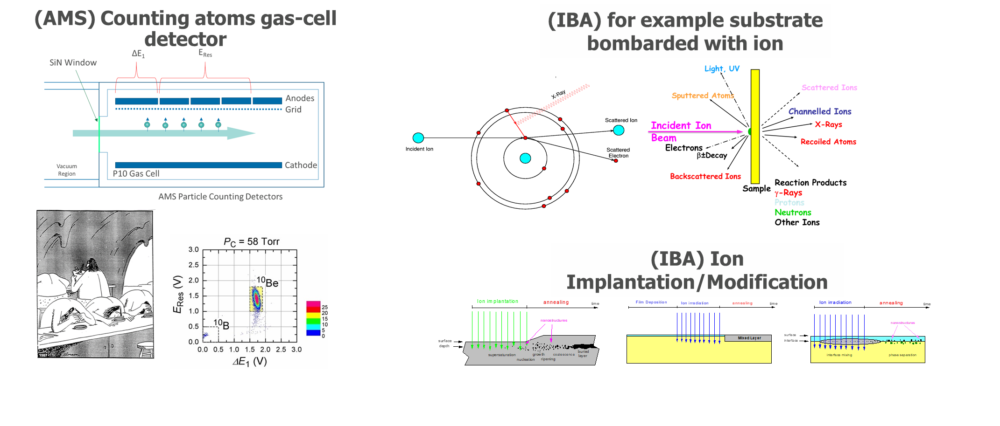 (AMS) Counting atoms gas-cell
detector
SiN Window
ΔE1
ERes
Anodes
Grid
e e e e e
Cathode
Vacuum
Region
P10 Gas Cell
AMS Particle Counting Detectors
1987
PC = 58 Torr
ERes (V)
3.0
2.5
2.0
1.5
1.0
0.5
0.0
10Be
10B
0.0 0.5 1.0 1.5 2.0 2.5 3.0
ΔE1 (V)
25
20
15
10
5
0
(IBA) for example substrate
bombarded with ion
X-Ray
Incident Ion
Scattered Ion
Scattered
Electron
Light, UV
Sputtered Atoms
Incident Ion
Beam
Electrons
β±Decay
Backscattered Ions
Sample
Scattered Ions
Channelled Ions
X-Rays
Recoiled Atoms
Reaction Products
γ-Rays
Protons
Neutrons
Other Ions
(IBA) Ion
Implantation/Modification
Ion implantation annealing time
nanostructures
surface
depth
supersaturation
nucleation
growth
ripening
coalescence
buried
layer
Film Deposition Ion irradiation annealing time
Mixed Layer
Ion irradiation annealing time
nanostructures
surface
interface
interface mixing
phase separation